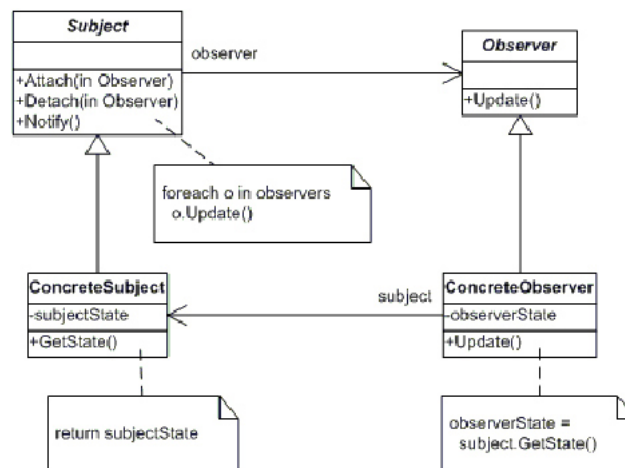 Subject
observer
Observer
+Attach(in Observer)
+Detach(in Observer)
+Notify()
+Update()
foreach o in observers
o.Update()
ConcreteSubject
subject
ConcreteObserver
-subjectState
-observerState
+GetState()
+Update()
return subjectState
observerState =
subject.GetState()